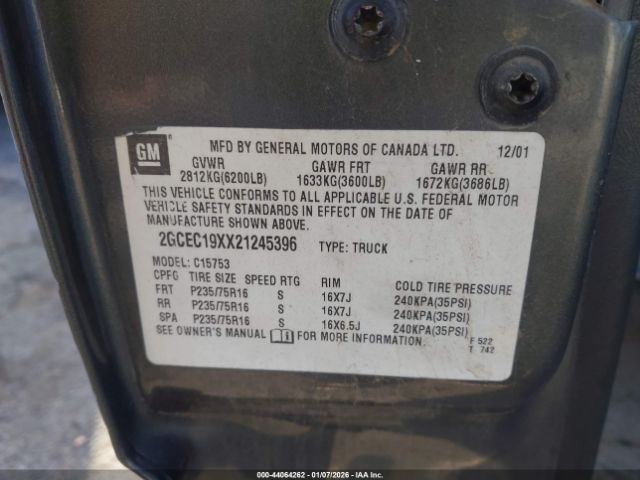 GM
MFD BY GENERAL MOTORS OF CANADA LTD. 12/01
GVWR GAWR FRT GAWR RR
2812KG(6200LB) 1633KG(3600LB) 1672KG(3686LB)
THIS VEHICLE CONFORMS TO ALL APPLICABLE U.S. FEDERAL MOTOR
VEHICLE SAFETY STANDARDS IN EFFECT ON THE DATE OF
MANUFACTURE SHOWN ABOVE.
2GCEC19XX21245396 TYPE: TRUCK
MODEL: C15753
CPFG TIRE SIZE SPEED RTG RIM COLD TIRE PRESSURE
FRT P235/75R16 S 16X7J 240KPA(35PSI)
RR P235/75R16 S 16X7J 240KPA(35PSI)
SPA P235/75R16 S 16X6.5J 240KPA(35PSI)
SEE OWNER'S MANUAL FOR MORE INFORMATION. F 522
T 742
000-44064262 - 01/07/2026 - IAAI.COM